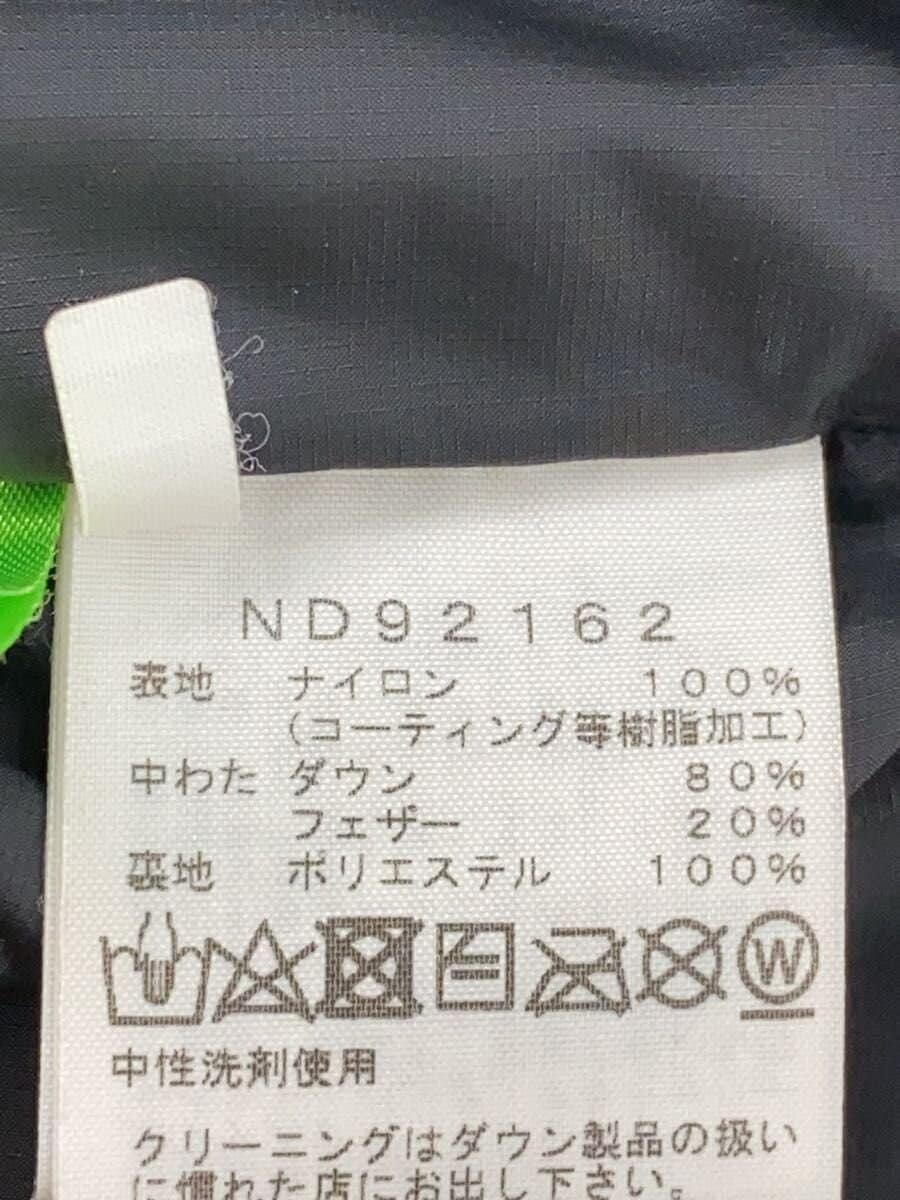 ND92162
表地 ナイロン 100%
(コーティング等樹脂加工)
中わた ダウン 80%
フェザー 20%
裏地 ポリエステル 100%
W
中性洗剤使用
クリーニングはダウン製品の扱い
に慣れた店にお出し下さい。